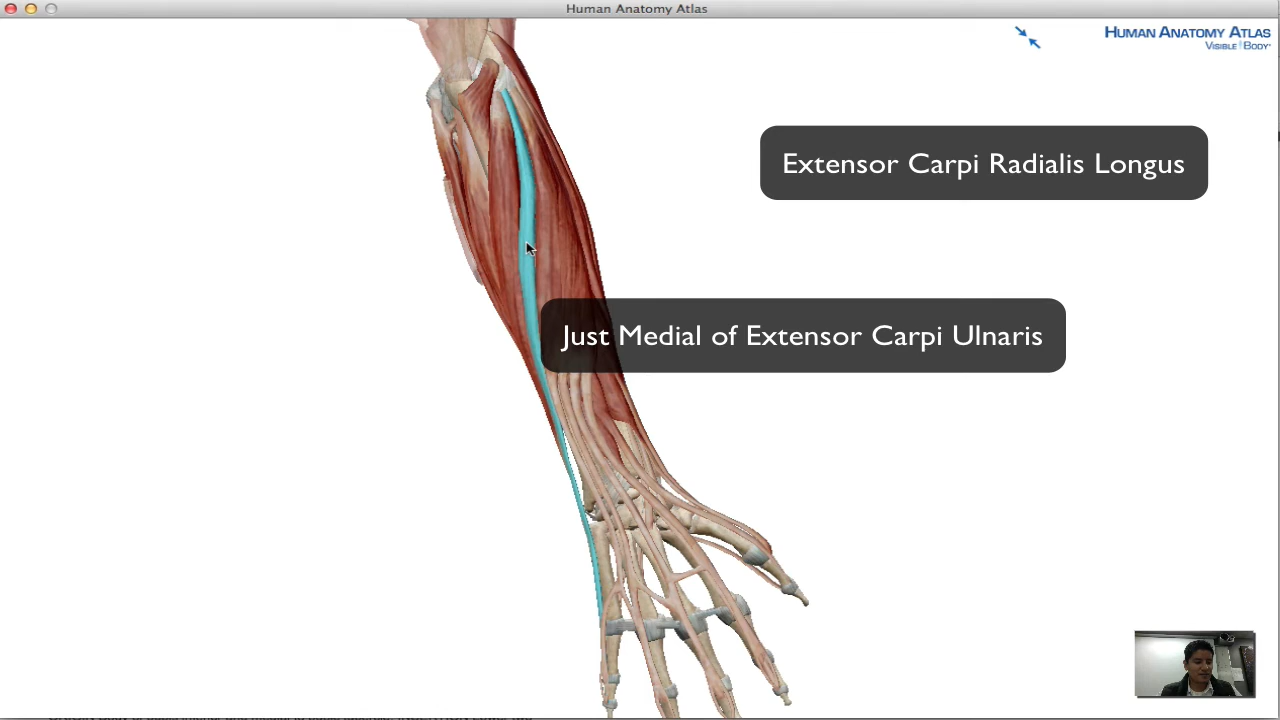 Human Anatomy Atlas
HUMAN ANATOMY ATLAS
VISIBLE BODY
Extensor Carpi Radialis Longus
Just Medial of Extensor Carpi Ulnaris